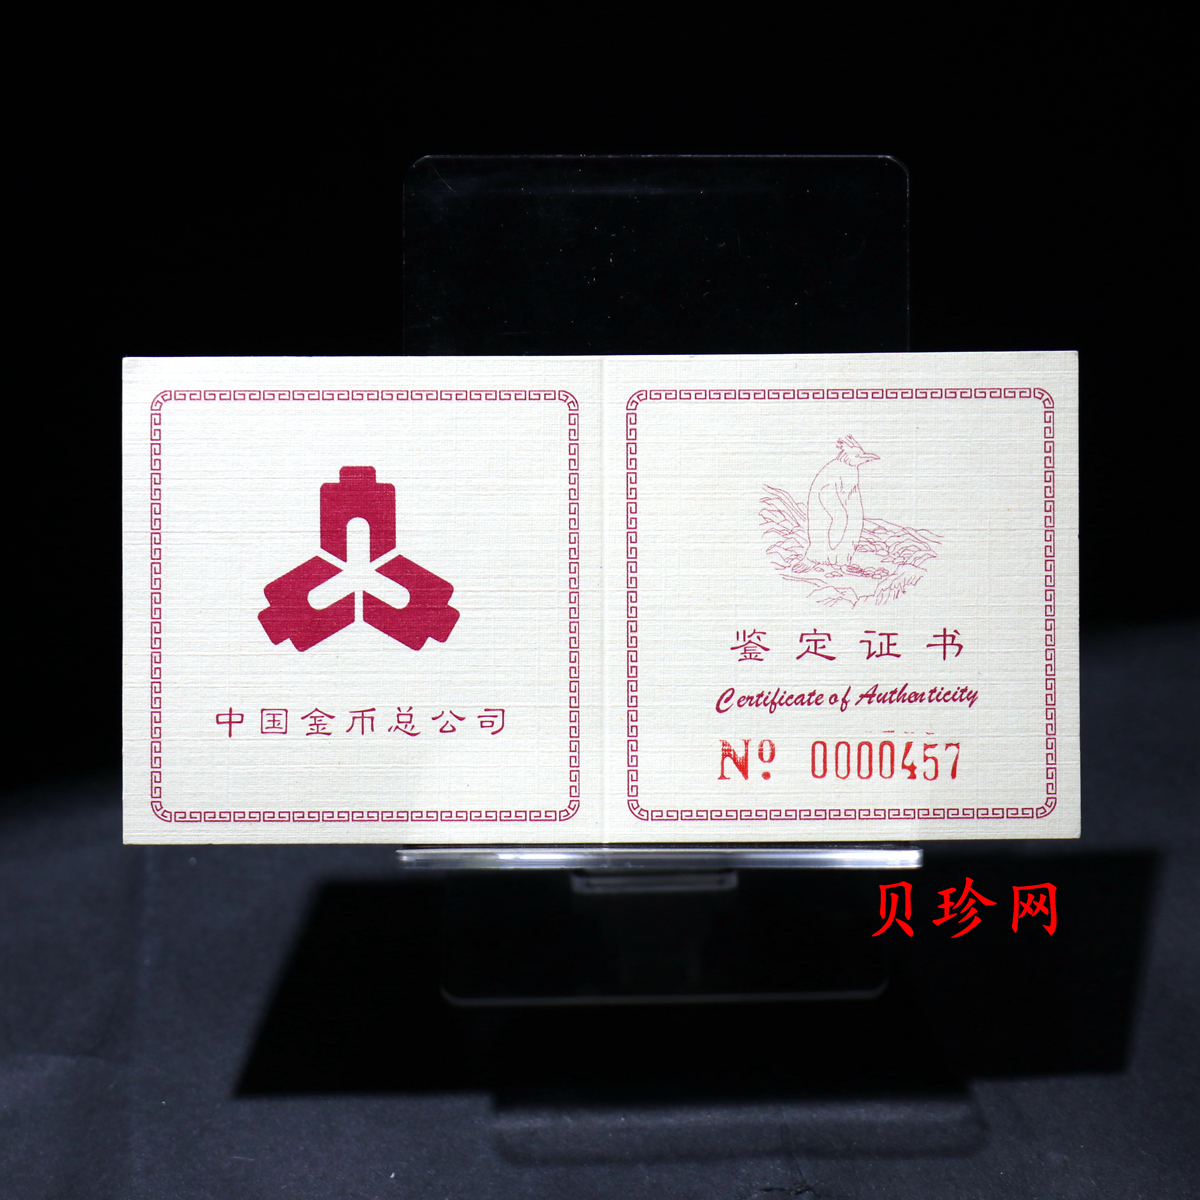 中国金币总公司
鉴定证书
Certificate of Authenticity
Nº 0000457
贝珍网